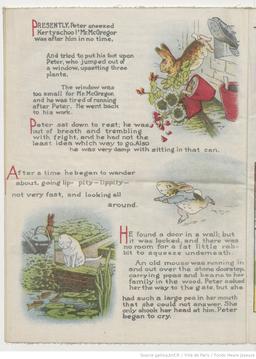 PRESENTLY, Peter sneezed
Kertyschoo! Mr. McGregor
was after him in no time.
And tried to put his foot upon
Peter, who jumped out of
a window, upsetting three
plants.
The window was
too small for Mr. McGregor,
and he was tired of running
after Peter. He went back
to his work.
Peter sat down to rest; he was
out of breath and trembling
with fright, and he had not the
least idea which way to go. Also
he was very damp with sitting in that can.
After a time he began to wander
about, going lip- pity—lippity—
not very fast, and looking all
around.
HE found a door in a wall; but
it was locked, and there was
no room for a fat little rab-
bit to squeeze underneath.
An old mouse was running in
and out over the stone doorstep,
carrying peas and beans to her
family in the wood. Peter asked
her the way to the gate, but she
had such a large pea in her mouth
that she could not answer. She
only shook her head at him. Peter
began to cry.
Source gallica.bnf.fr / Ville de Paris / Fonds Heure joyeuse